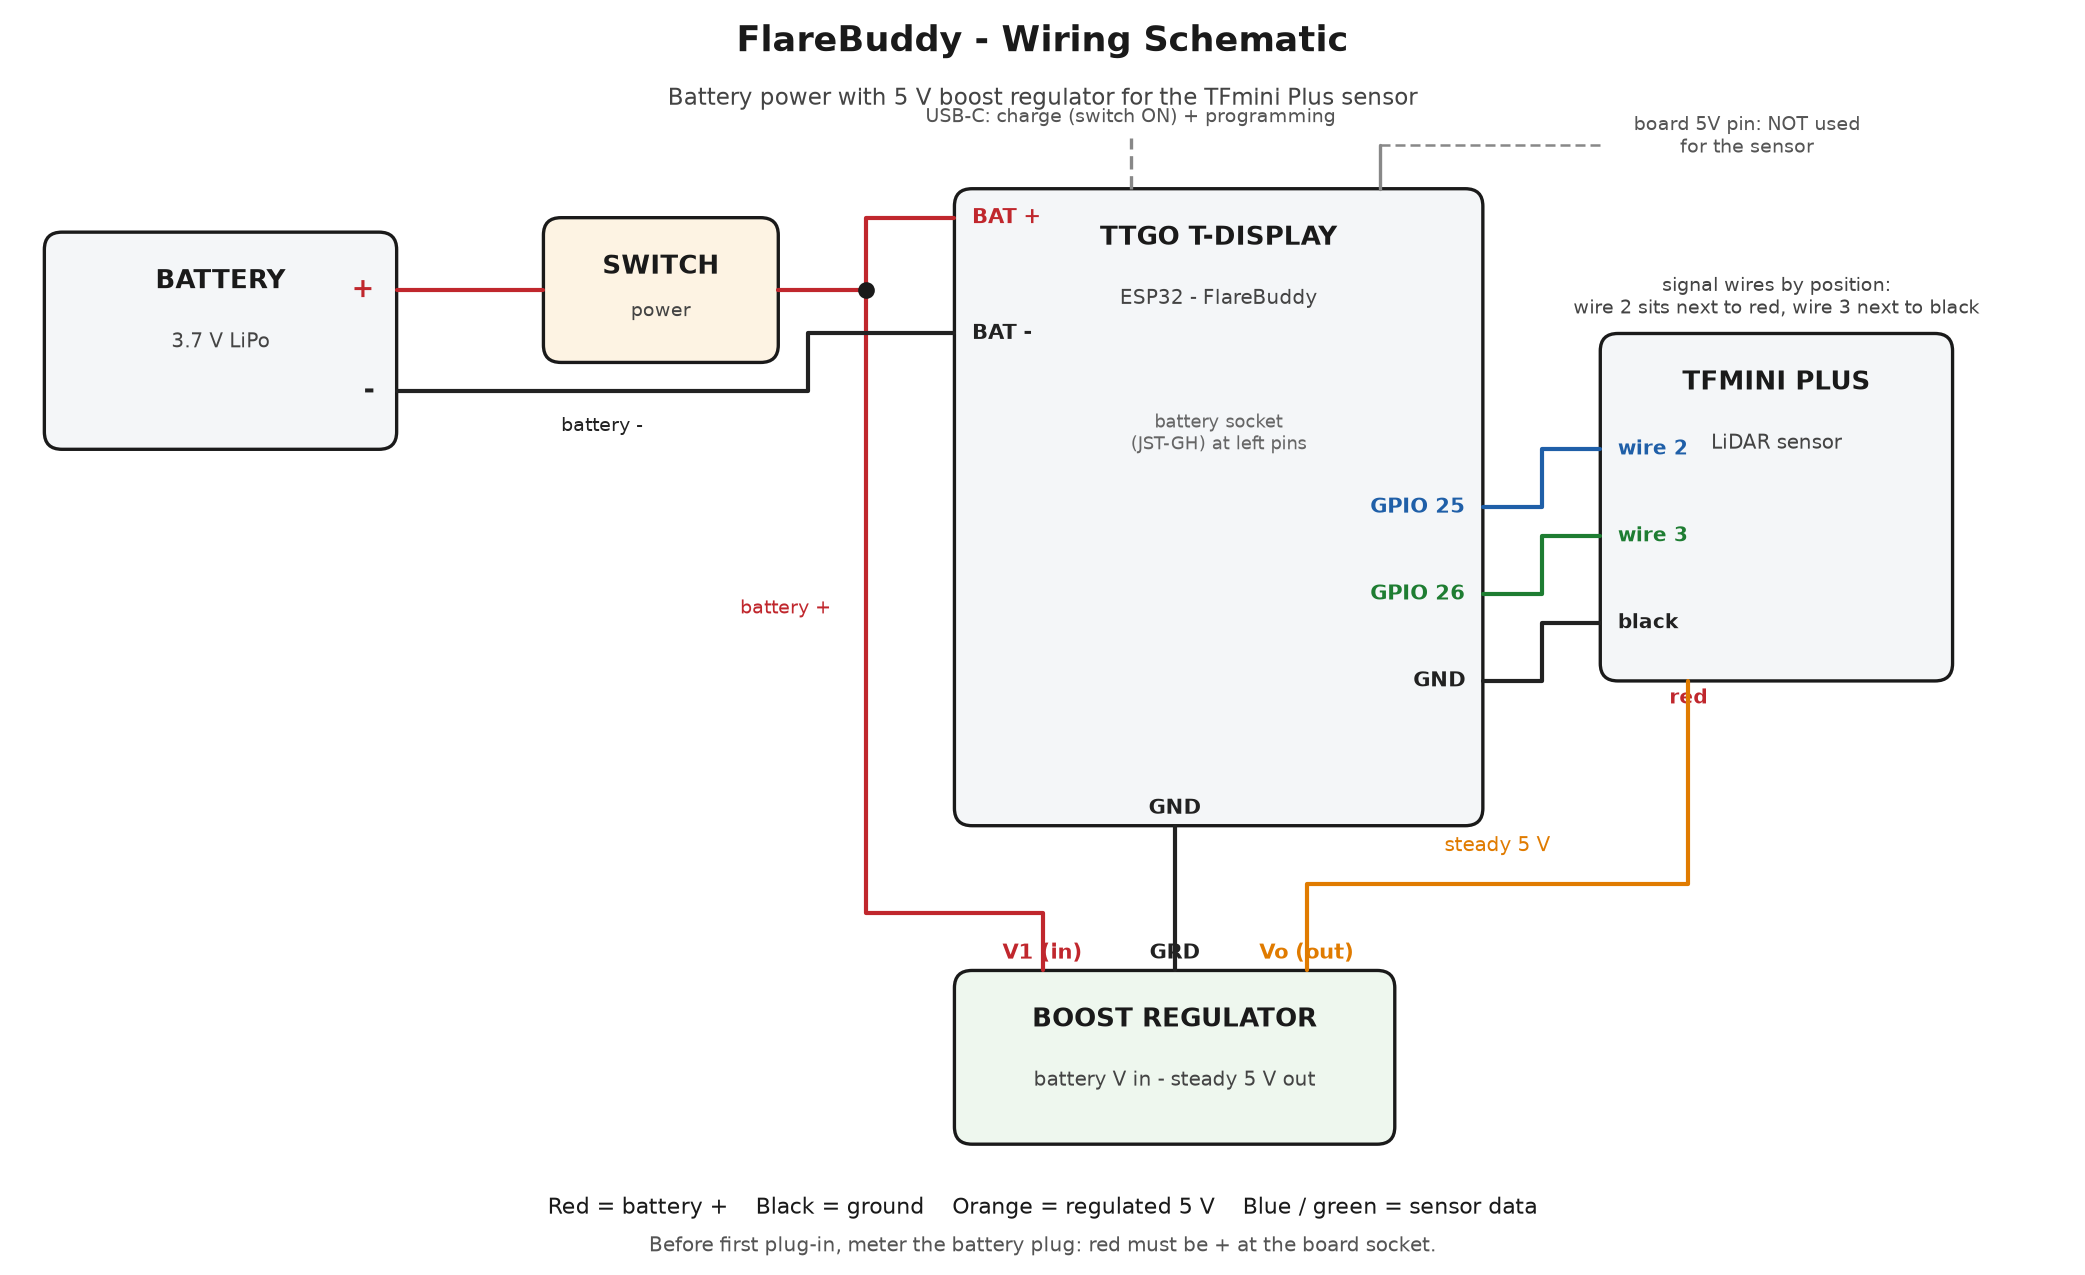 FlareBuddy - Wiring Schematic
Battery power with 5 V boost regulator for the TFmini Plus sensor
USB-C: charge (switch ON) + programming
board 5V pin: NOT used
for the sensor
BATTERY
+
3.7 V LiPo
-
SWITCH
power
battery -
battery +
BAT +
TTGO T-DISPLAY
ESP32 - FlareBuddy
BAT -
battery socket
(JST-GH) at left pins
GPIO 25
GPIO 26
GND
GND
signal wires by position:
wire 2 sits next to red, wire 3 next to black
TFMINI PLUS
LiDAR sensor
wire 2
wire 3
black
red
steady 5 V
V1 (in)
GRD
Vo (out)
BOOST REGULATOR
battery V in - steady 5 V out
Red = battery +    Black = ground    Orange = regulated 5 V    Blue / green = sensor data
Before first plug-in, meter the battery plug: red must be + at the board socket.